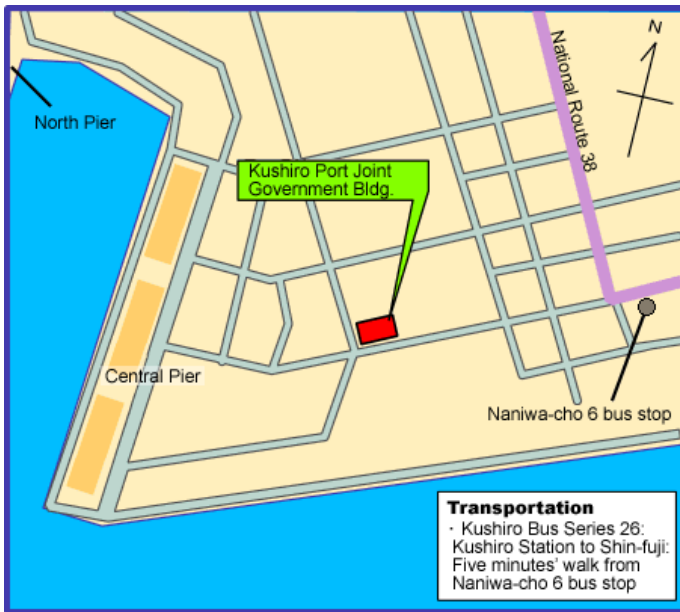 N
National Route 38
North Pier
Kushiro Port Joint
Government Bldg.
Central Pier
Naniwa-cho 6 bus stop
Transportation
· Kushiro Bus Series 26:
Kushiro Station to Shin-fuji:
Five minutes' walk from
Naniwa-cho 6 bus stop